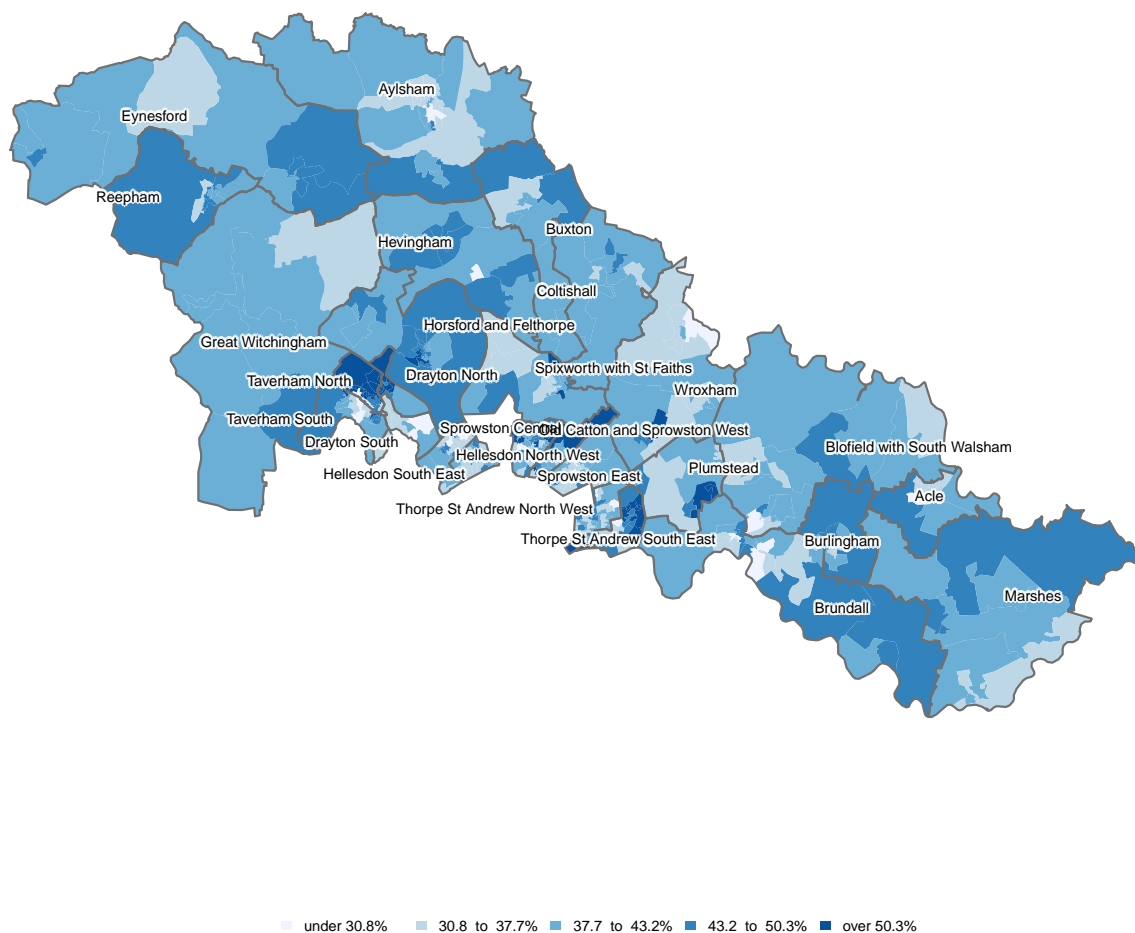 Aylsham
Eynesford
Reepham
Buxton
Hevingham
Coltishall
Horsford and Felthorpe
Great Witchingham
Spixworth with St Faiths
Drayton North
Taverham North
Wroxham
Taverham South
Sprowston Central
Old Catton and Sprowston West
Drayton South
Blofield with South Walsham
Hellesdon North West
Plumstead
Hellesdon South East
Sprowston East
Acle
Thorpe St Andrew North West
Thorpe St Andrew South East
Burlingham
Marshes
Brundall
under 30.8% 30.8 to 37.7% 37.7 to 43.2% 43.2 to 50.3% over 50.3%